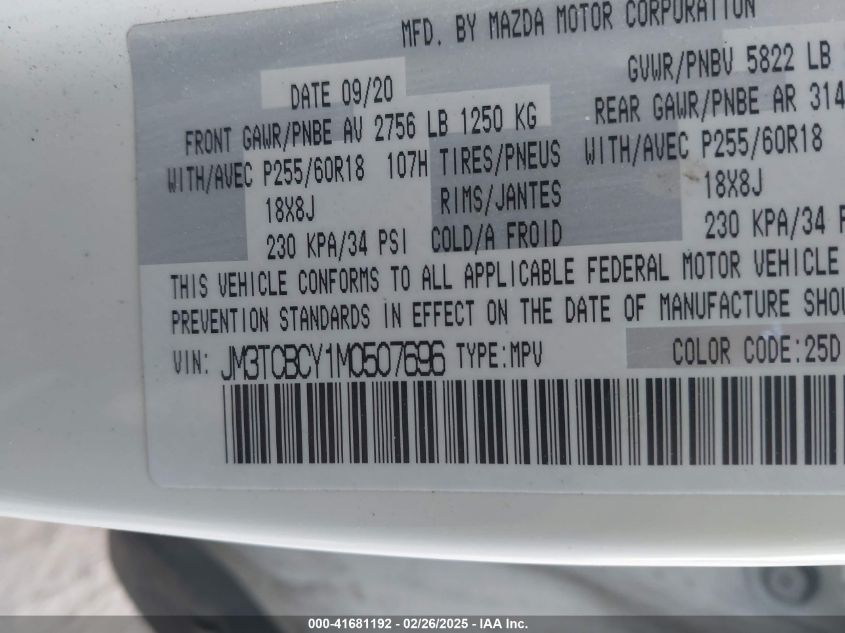 MFD. BY MAZDA MOTOR CORPORATION
DATE 09/20 GVWR/PNBV 5822 LB
FRONT GAWR/PNBE AV 2756 LB 1250 KG REAR GAWR/PNBE AR 314
WITH/AVEC P255/60R18 107H TIRES/PNEUS WITH/AVEC P255/60R18
18X8J RIMS/JANTES 18X8J
230 KPA/34 PSI COLD/A FROID 230 KPA/34 P
THIS VEHICLE CONFORMS TO ALL APPLICABLE FEDERAL MOTOR VEHICLE
PREVENTION STANDARDS IN EFFECT ON THE DATE OF MANUFACTURE SHOU
VIN: JM3TCBCY1M0507696 TYPE:MPV COLOR CODE:25D
000-41681192 - 02/26/2025 - IAA Inc.